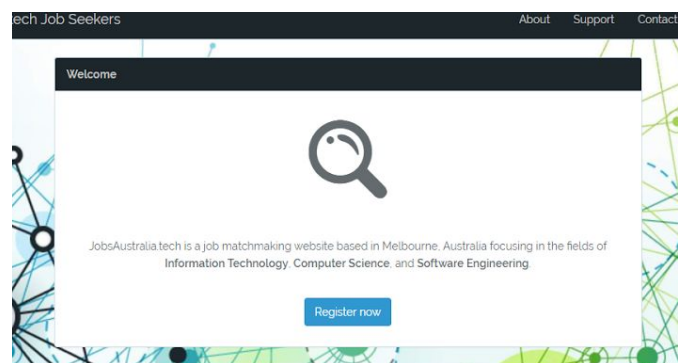 ech Job Seekers About Support Contact
Welcome
JobsAustralia.tech is a job matchmaking website based in Melbourne, Australia focusing in the fields of
Information Technology, Computer Science, and Software Engineering.
Register now